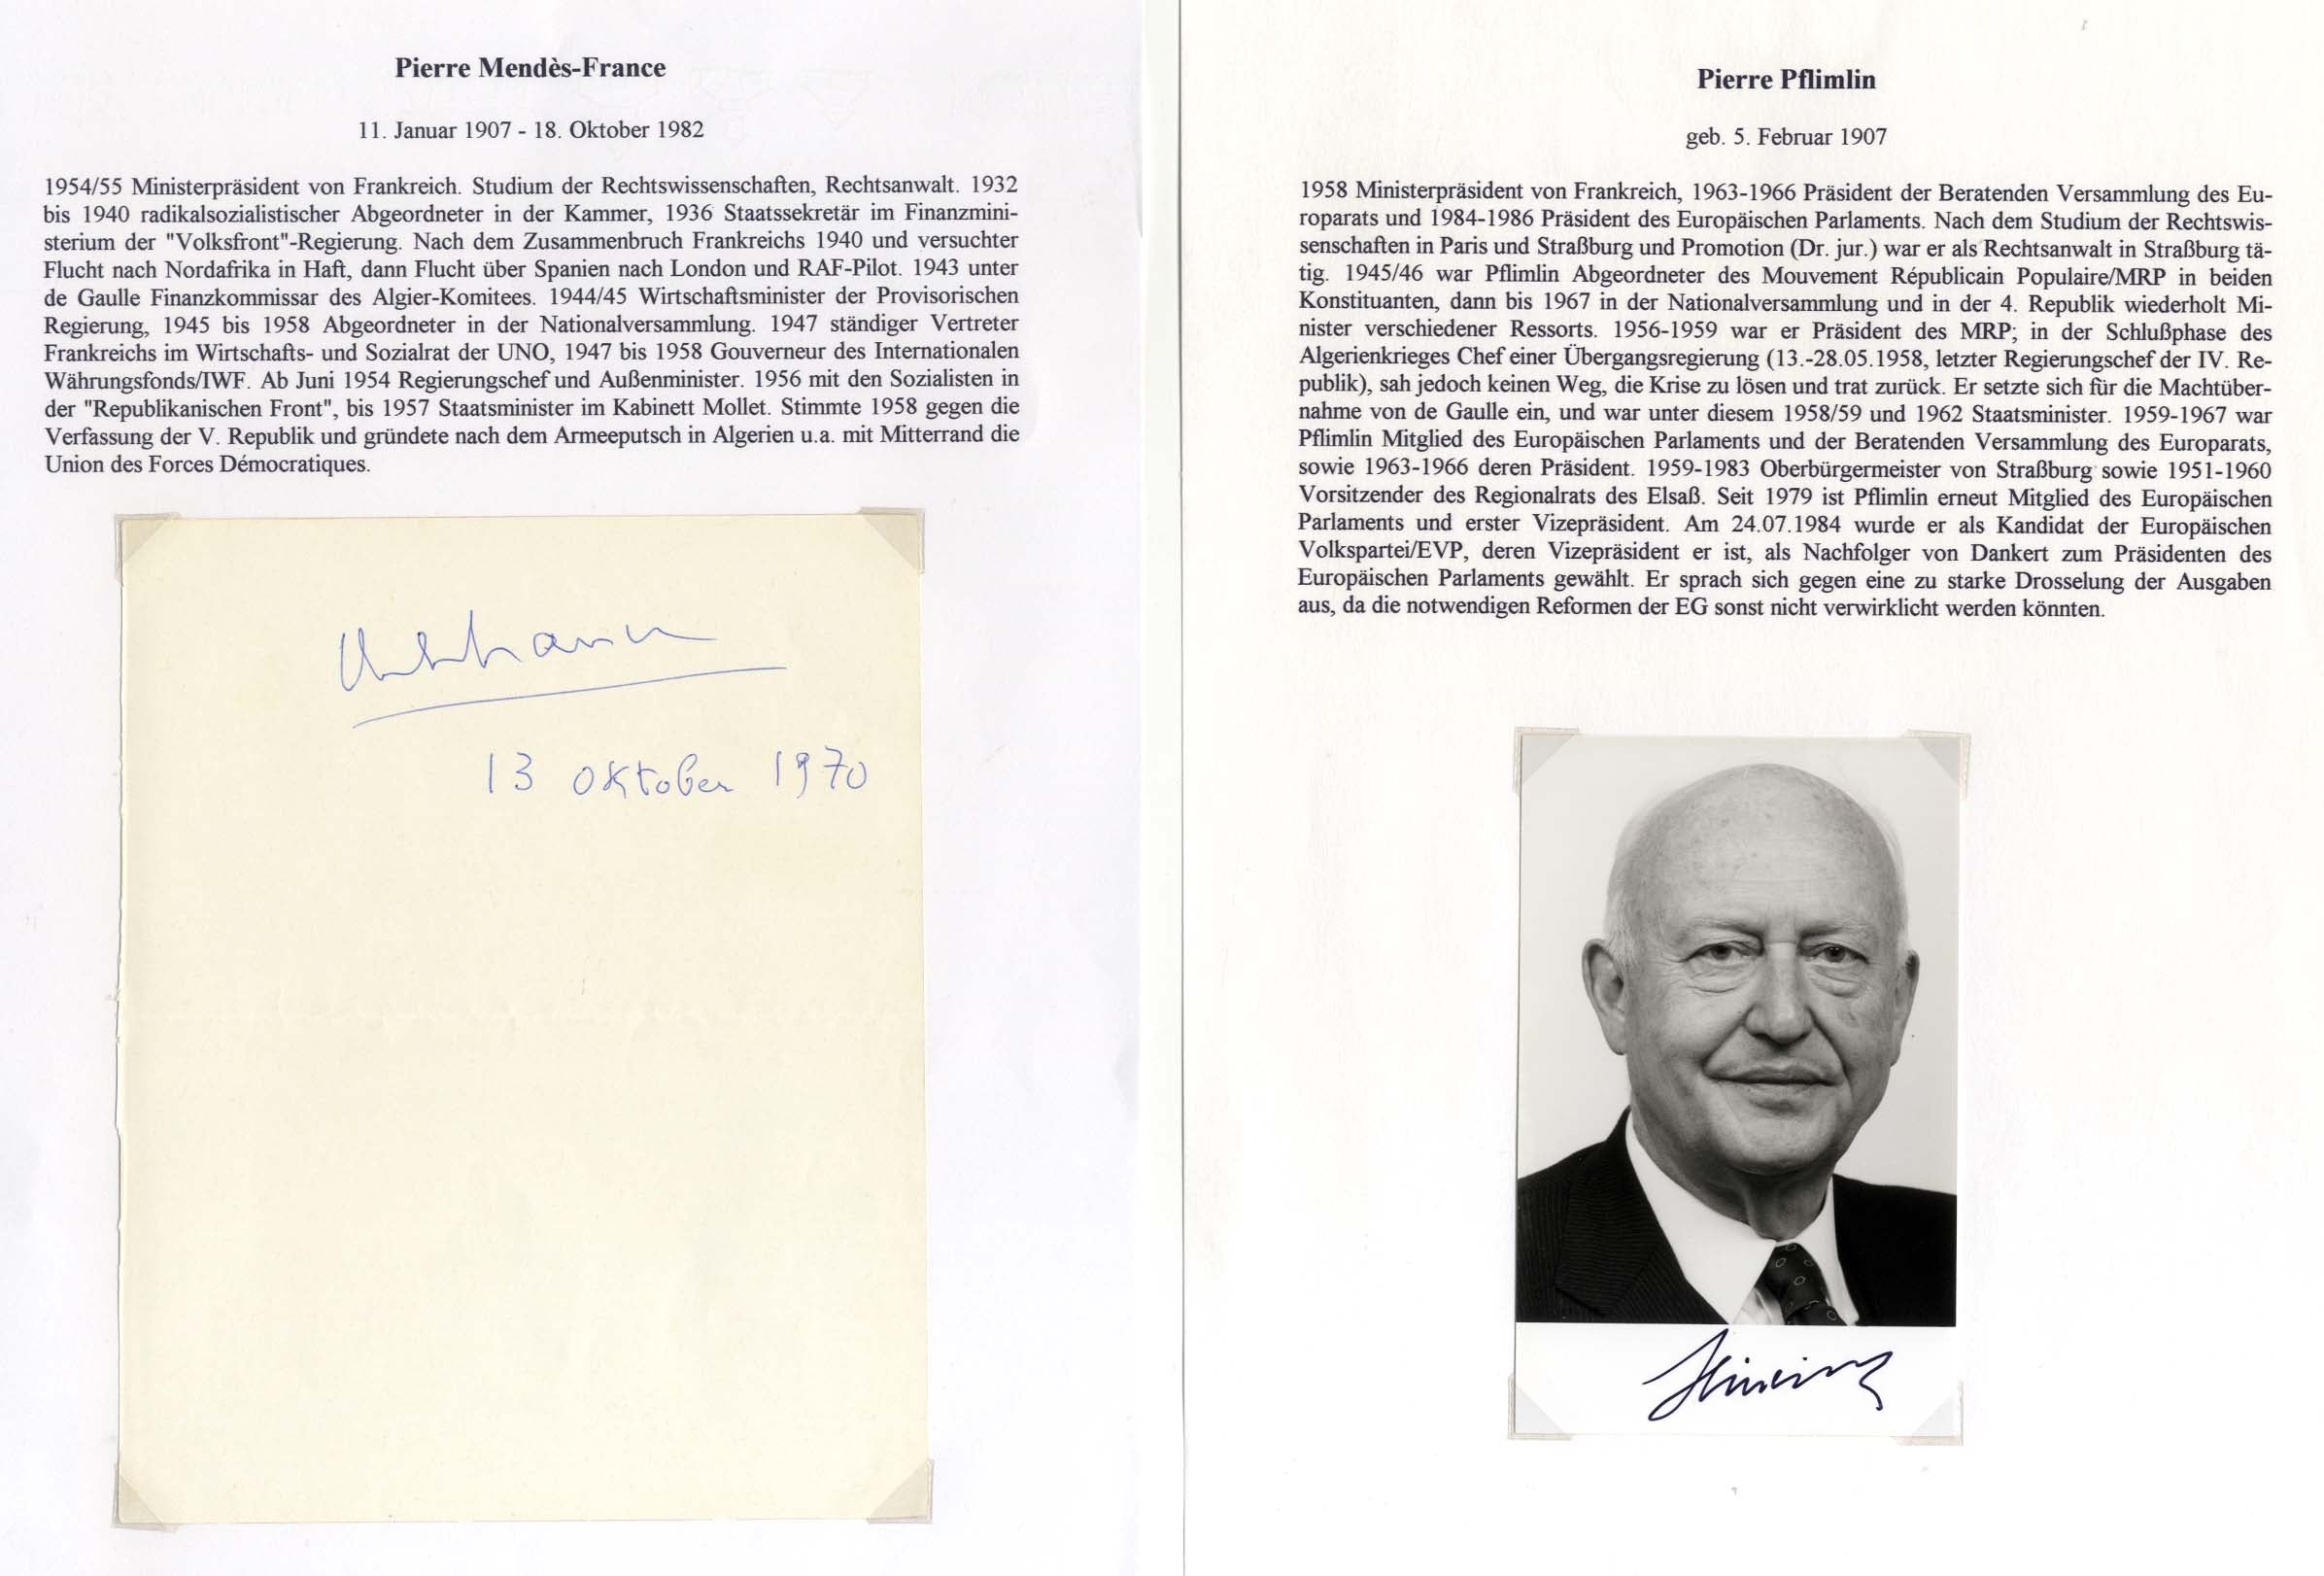 Pierre Mendès-France
11. Januar 1907 - 18. Oktober 1982
1954/55 Ministerpräsident von Frankreich. Studium der Rechtswissenschaften, Rechtsanwalt. 1932
bis 1940 radikalsozialistischer Abgeordneter in der Kammer, 1936 Staatssekretär im Finanzmini-
sterium der "Volksfront"-Regierung. Nach dem Zusammenbruch Frankreichs 1940 und versuchter
Flucht nach Nordafrika in Haft, dann Flucht über Spanien nach London und RAF-Pilot. 1943 unter
de Gaulle Finanzkommissar des Algier-Komitees. 1944/45 Wirtschaftsminister der Provisorischen
Regierung, 1945 bis 1958 Abgeordneter in der Nationalversammlung. 1947 ständiger Vertreter
Frankreichs im Wirtschafts- und Sozialrat der UNO, 1947 bis 1958 Gouverneur des Internationalen
Währungsfonds/IWF. Ab Juni 1954 Regierungschef und Außenminister. 1956 mit den Sozialisten in
der "Republikanischen Front", bis 1957 Staatsminister im Kabinett Mollet. Stimmte 1958 gegen die
Verfassung der V. Republik und gründete nach dem Armeeputsch in Algerien u.a. mit Mitterrand die
Union des Forces Démocratiques.
13 oktober 1970
Pierre Pflimlin
geb. 5. Februar 1907
1958 Ministerpräsident von Frankreich, 1963-1966 Präsident der Beratenden Versammlung des Eu-
roparats und 1984-1986 Präsident des Europäischen Parlaments. Nach dem Studium der Rechtswis-
senschaften in Paris und Straßburg und Promotion (Dr. jur.) war er als Rechtsanwalt in Straßburg tä-
tig. 1945/46 war Pflimlin Abgeordneter des Mouvement Républicain Populaire/MRP in beiden
Konstituanten, dann bis 1967 in der Nationalversammlung und in der 4. Republik wiederholt Mi-
nister verschiedener Ressorts. 1956-1959 war er Präsident des MRP; in der Schlußphase des
Algerienkrieges Chef einer Übergangsregierung (13.-28.05.1958, letzter Regierungschef der IV. Re-
publik), sah jedoch keinen Weg, die Krise zu lösen und trat zurück. Er setzte sich für die Machtüber-
nahme von de Gaulle ein, und war unter diesem 1958/59 und 1962 Staatsminister. 1959-1967 war
Pflimlin Mitglied des Europäischen Parlaments und der Beratenden Versammlung des Europarats,
sowie 1963-1966 deren Präsident. 1959-1983 Oberbürgermeister von Straßburg sowie 1951-1960
Vorsitzender des Regionalrats des Elsaß. Seit 1979 ist Pflimlin erneut Mitglied des Europäischen
Parlaments und erster Vizepräsident. Am 24.07.1984 wurde er als Kandidat der Europäischen
Volkspartei/EVP, deren Vizepräsident er ist, als Nachfolger von Dankert zum Präsidenten des
Europäischen Parlaments gewählt. Er sprach sich gegen eine zu starke Drosselung der Ausgaben
aus, da die notwendigen Reformen der EG sonst nicht verwirklicht werden könnten.